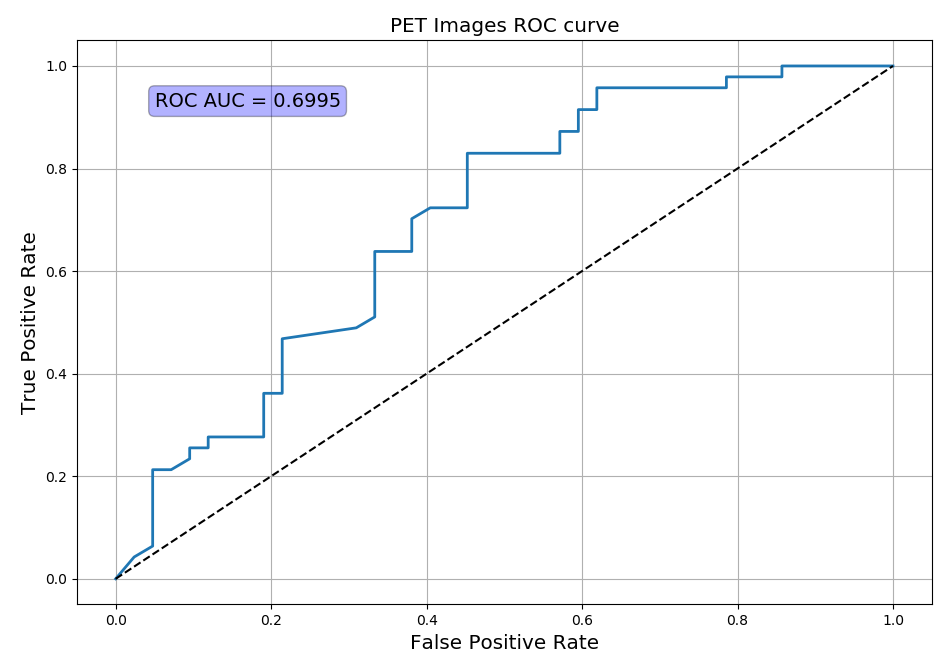 PET Images ROC curve
ROC AUC = 0.6995
True Positive Rate
1.0
0.8
0.6
0.4
0.2
0.0
0.0 0.2 0.4 0.6 0.8 1.0
False Positive Rate